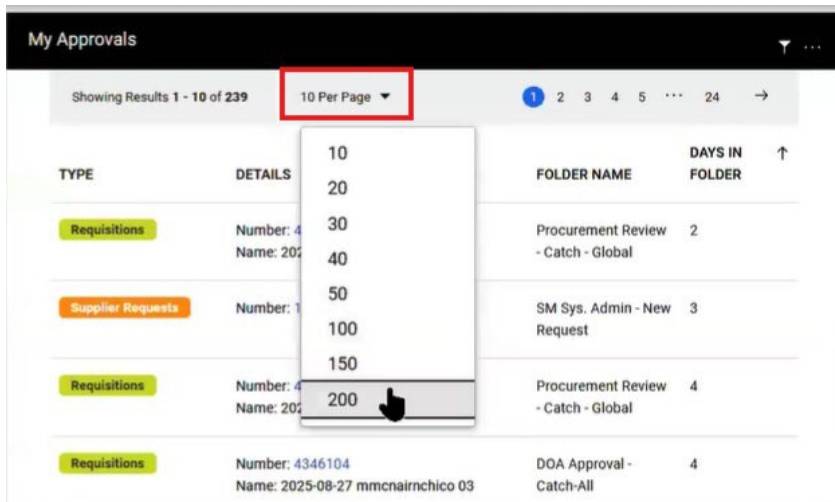 My Approvals
Showing Results 1 - 10 of 239
10 Per Page
1 2 3 4 5 ... 24
TYPE
DETAILS
FOLDER NAME
DAYS IN
FOLDER
10
20
30
40
50
100
150
200
Requisitions
Number: 4
Name: 202
Procurement Review
- Catch - Global
2
Supplier Requests
Number: 1
SM Sys. Admin - New
Request
3
Requisitions
Number: 4
Name: 202
Procurement Review
- Catch - Global
4
Requisitions
Number: 4346104
Name: 2025-08-27 mmcnairnchico 03
DOA Approval -
Catch-All
4